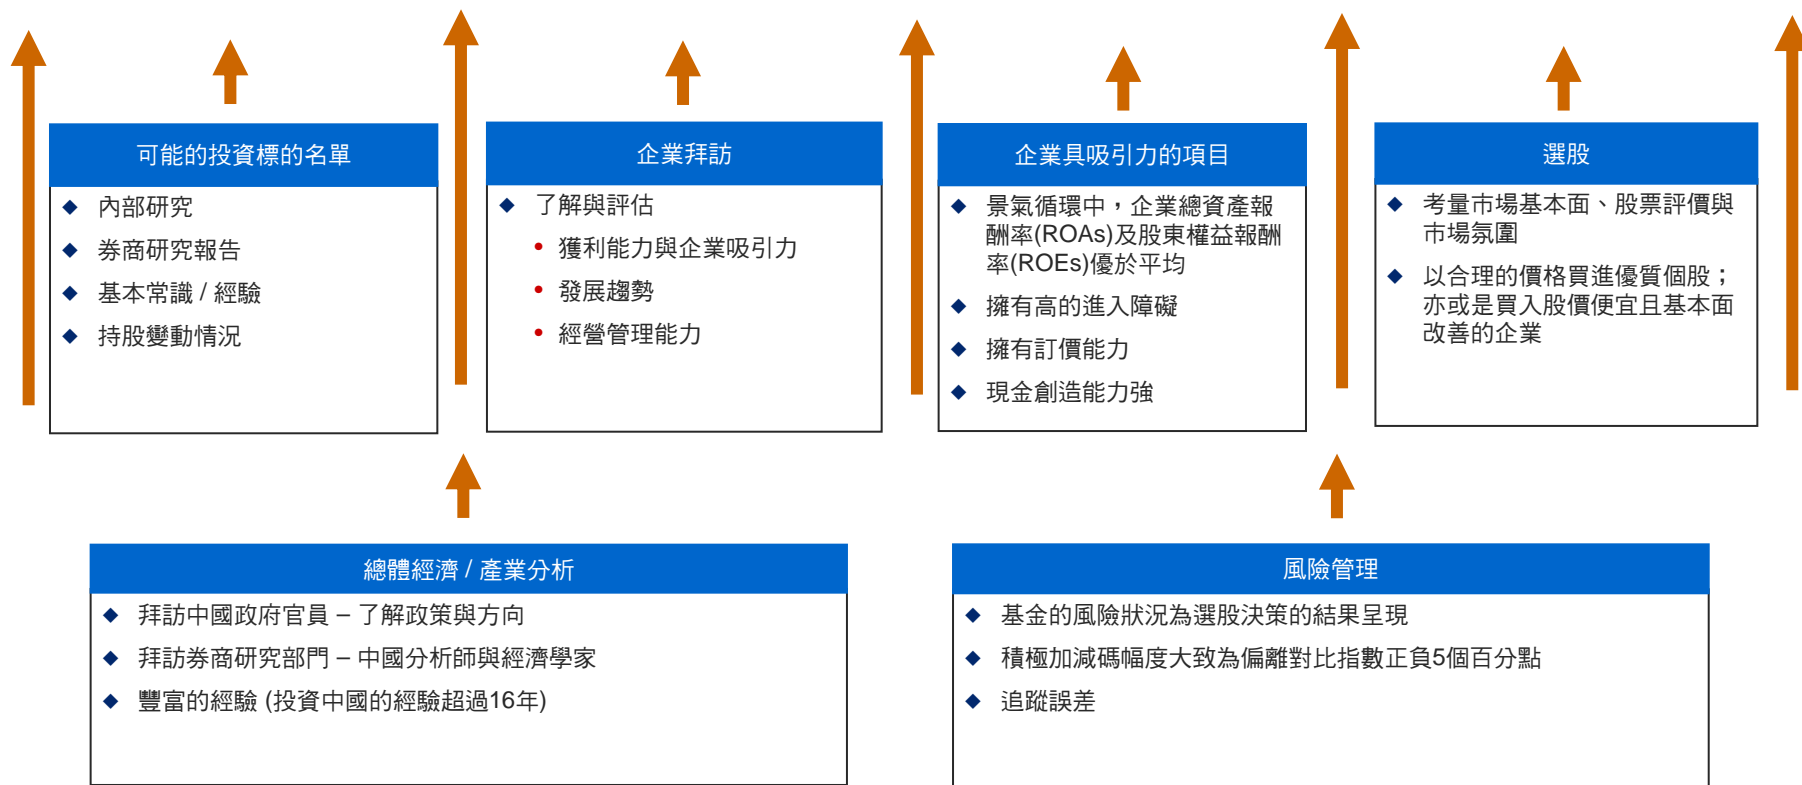 可能的投資標的名單
內部研究
券商研究報告
基本常識 / 經驗
持股變動情況
企業拜訪
了解與評估
獲利能力與企業吸引力
發展趨勢
經營管理能力
企業具吸引力的項目
景氣循環中，企業總資產報
酬率(ROAs)及股東權益報酬
率(ROEs)優於平均
擁有高的進入障礙
擁有訂價能力
現金創造能力強
選股
考量市場基本面、股票評價與
市場氛圍
以合理的價格買進優質個股；
亦或是買入股價便宜且基本面
改善的企業
總體經濟 / 產業分析
拜訪中國政府官員 – 了解政策與方向
拜訪券商研究部門 – 中國分析師與經濟學家
豐富的經驗 (投資中國的經驗超過16年)
風險管理
基金的風險狀況為選股決策的結果呈現
積極加減碼幅度大致為偏離對比指數正負5個百分點
追蹤誤差